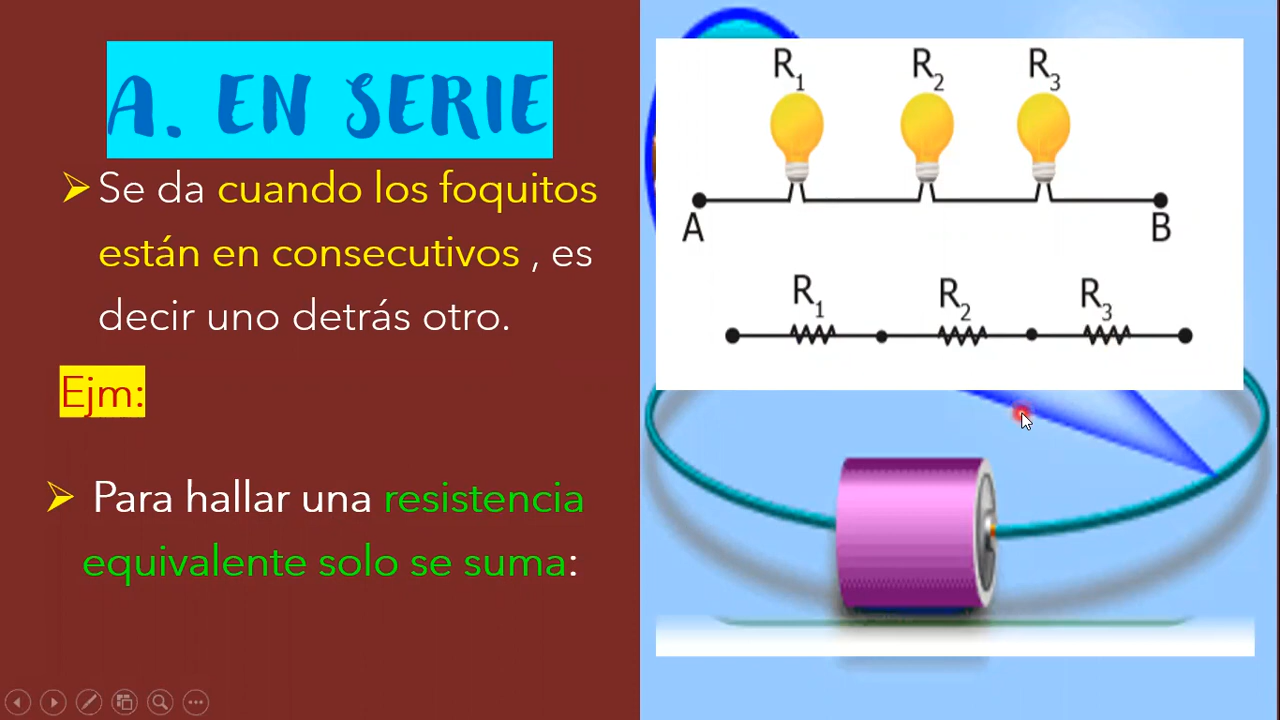 A. EN SERIE
➢ Se da cuando los foquitos
están en consecutivos , es
decir uno detrás otro.
Ejm:
➢ Para hallar una resistencia
equivalente solo se suma:
R₁ R₂ R₃
A B
R₁ R₂ R₃